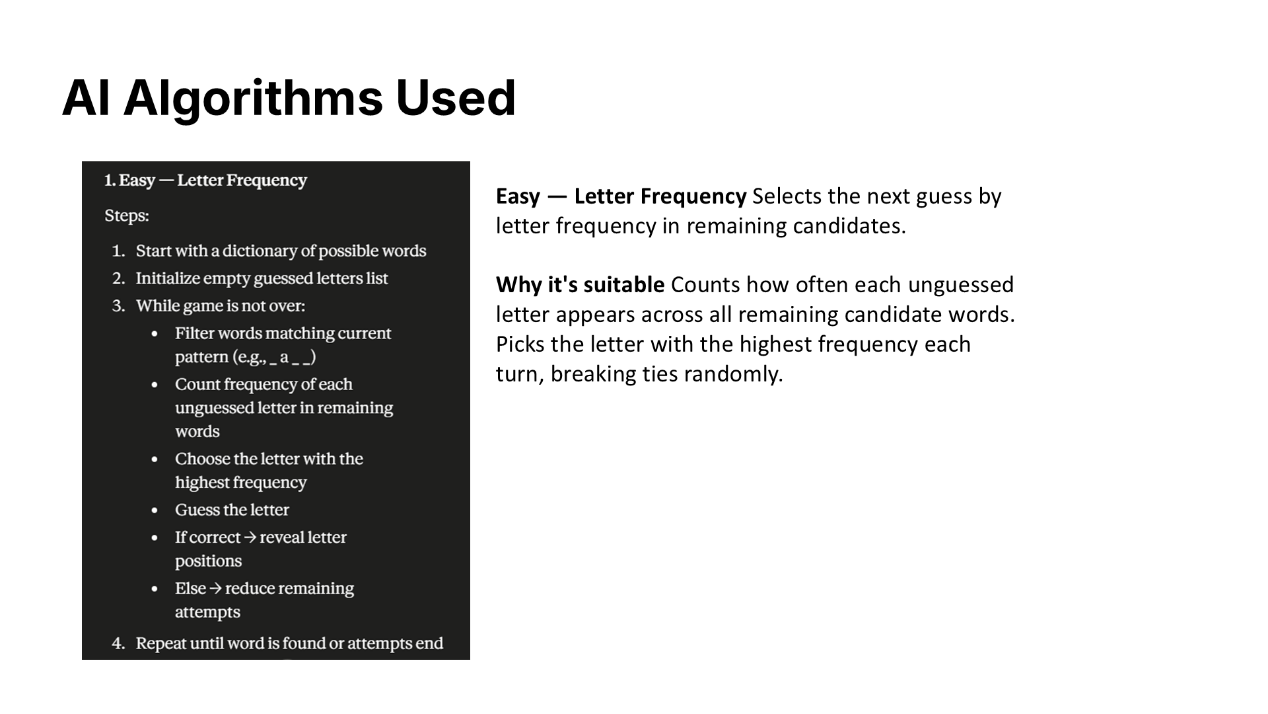 AI Algorithms Used
1. Easy — Letter Frequency
Steps:
1. Start with a dictionary of possible words
2. Initialize empty guessed letters list
3. While game is not over:
• Filter words matching current
pattern (e.g., _ a _ _)
• Count frequency of each
unguessed letter in remaining
words
• Choose the letter with the
highest frequency
• Guess the letter
• If correct → reveal letter
positions
• Else → reduce remaining
attempts
4. Repeat until word is found or attempts end
Easy — Letter Frequency Selects the next guess by
letter frequency in remaining candidates.
Why it's suitable Counts how often each unguessed
letter appears across all remaining candidate words.
Picks the letter with the highest frequency each
turn, breaking ties randomly.